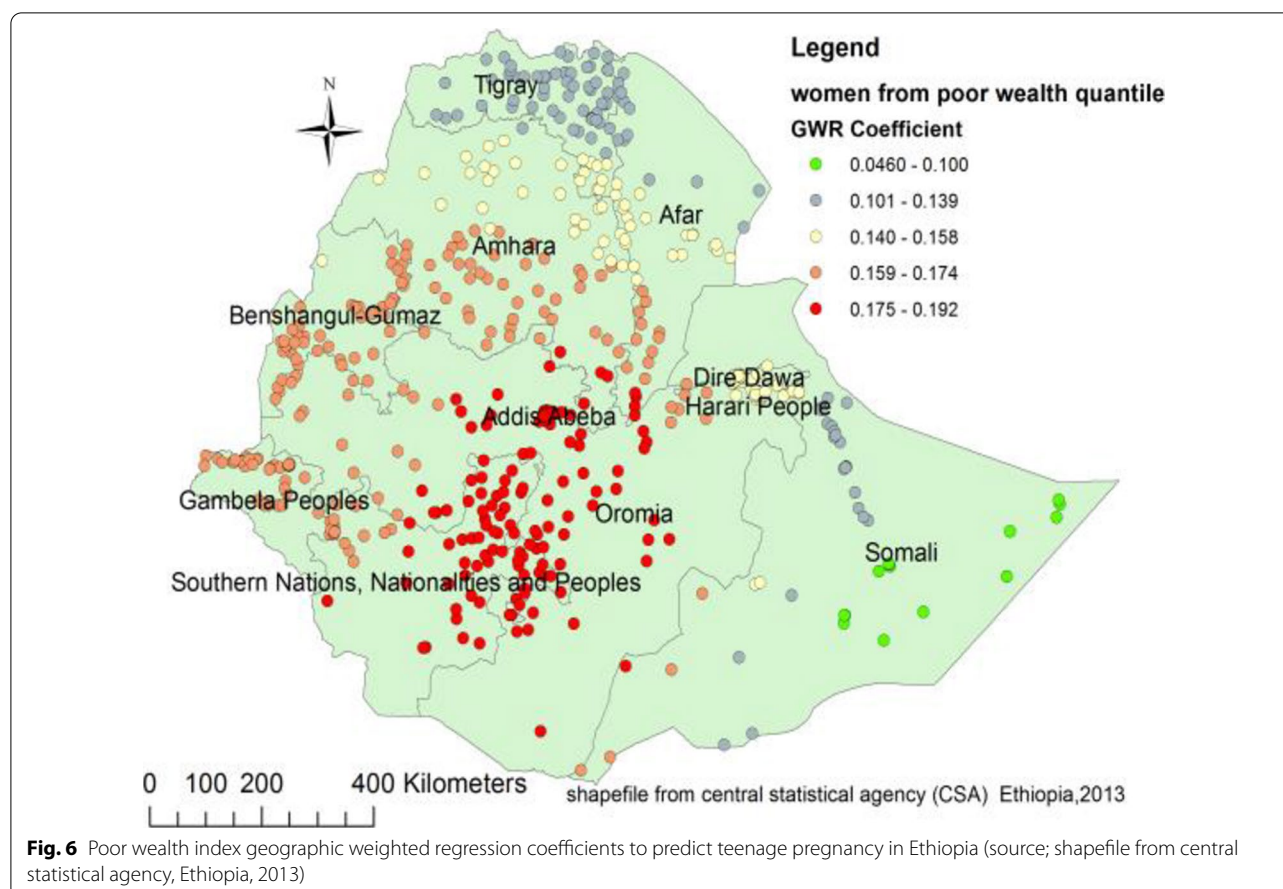 Legend
women from poor wealth quantile
GWR Coefficient
0.0460 - 0.100
0.101 - 0.139
0.140 - 0.158
0.159 - 0.174
0.175 - 0.192
N
Tigray
Afar
Amhara
Benshangul-Gumaz
Dire Dawa
Harari People
Addis Abeba
Gambela Peoples
Oromia
Somali
Southern Nations, Nationalities and Peoples
0 100 200 400 Kilometers
shapefile from central statistical agency (CSA) Ethiopia,2013
Fig. 6 Poor wealth index geographic weighted regression coefficients to predict teenage pregnancy in Ethiopia (source; shapefile from central
statistical agency, Ethiopia, 2013)